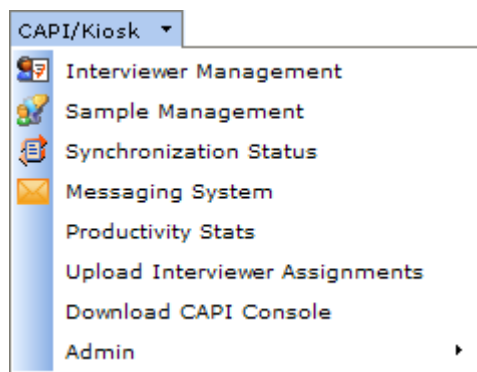 CAPI/Kiosk
Interviewer Management
Sample Management
Synchronization Status
Messaging System
Productivity Stats
Upload Interviewer Assignments
Download CAPI Console
Admin